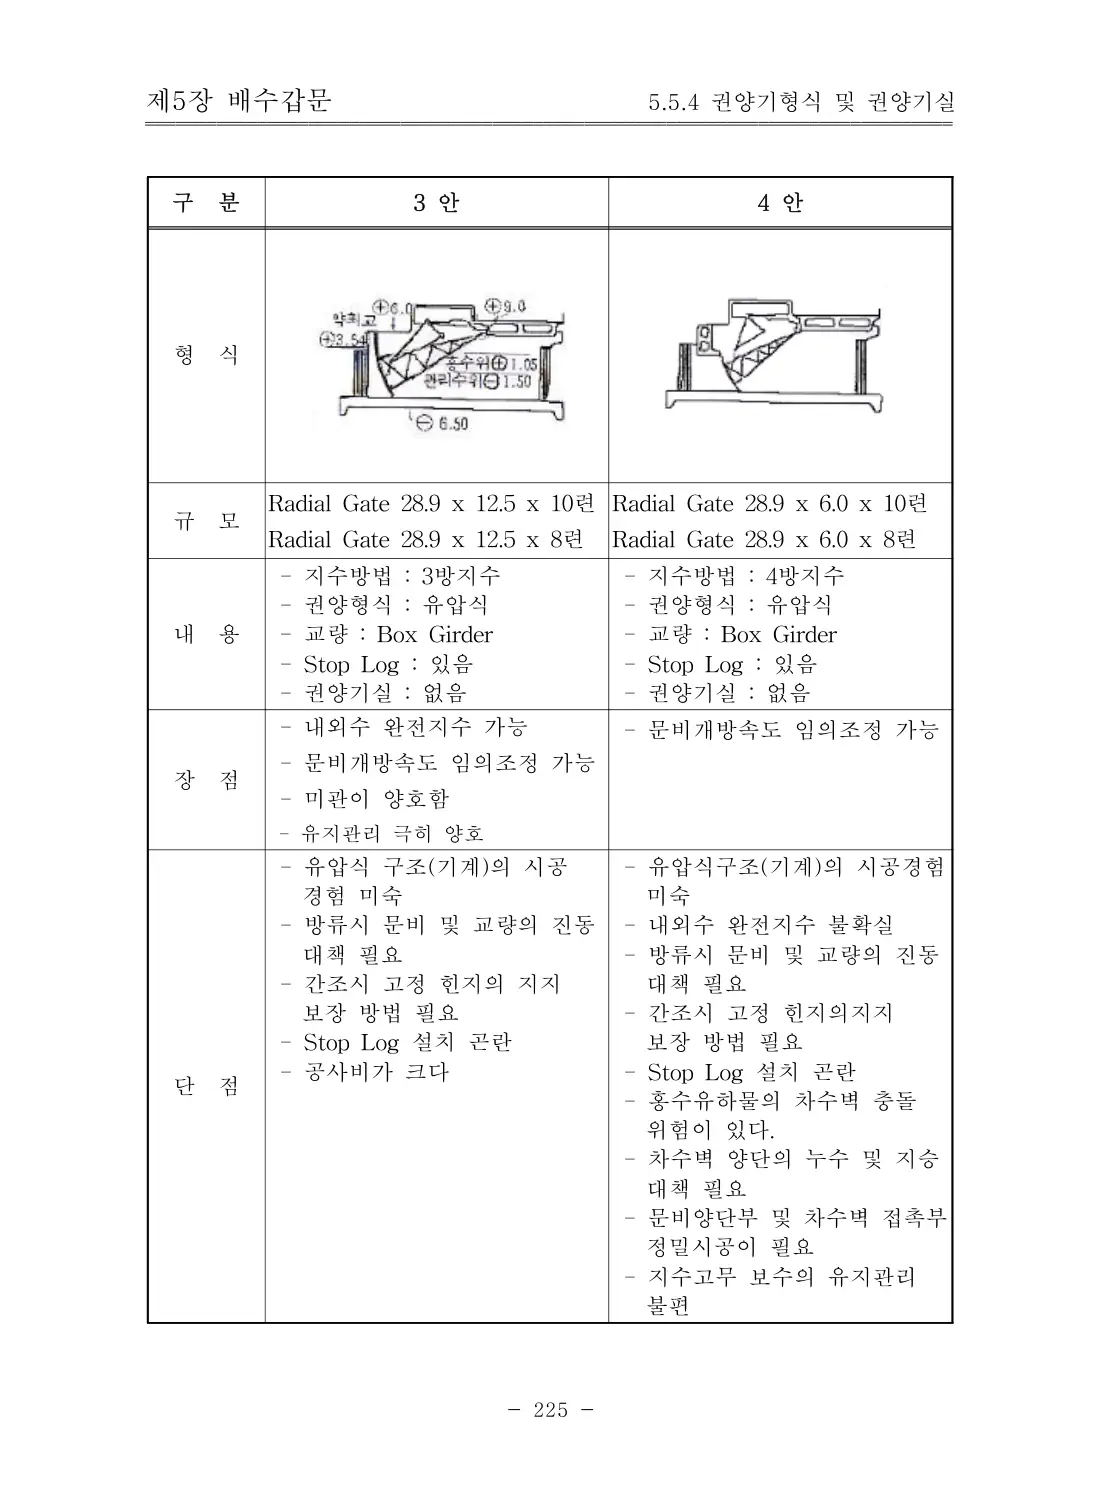 제5장 배수갑문 5.5.4 권양기형식 및 권양기실
구 분 3 안 4 안
형 식
⊕6.0 ⊕9.0
약최고
⊕3.54
홍수위⊕1.05
관리수위⊖1.50
⊖ 6.50
규 모
Radial Gate 28.9 x 12.5 x 10련
Radial Gate 28.9 x 12.5 x 8련
Radial Gate 28.9 x 6.0 x 10련
Radial Gate 28.9 x 6.0 x 8련
내 용
- 지수방법 : 3방지수
- 권양형식 : 유압식
- 교량 : Box Girder
- Stop Log : 있음
- 권양기실 : 없음
- 지수방법 : 4방지수
- 권양형식 : 유압식
- 교량 : Box Girder
- Stop Log : 있음
- 권양기실 : 없음
장 점
- 내외수 완전지수 가능
- 문비개방속도 임의조정 가능
- 미관이 양호함
- 유지관리 극히 양호
- 문비개방속도 임의조정 가능
단 점
- 유압식 구조(기계)의 시공
경험 미숙
- 방류시 문비 및 교량의 진동
대책 필요
- 간조시 고정 힌지의 지지
보장 방법 필요
- Stop Log 설치 곤란
- 공사비가 크다
- 유압식구조(기계)의 시공경험
미숙
- 내외수 완전지수 불확실
- 방류시 문비 및 교량의 진동
대책 필요
- 간조시 고정 힌지의지지
보장 방법 필요
- Stop Log 설치 곤란
- 홍수유하물의 차수벽 충돌
위험이 있다.
- 차수벽 양단의 누수 및 지승
대책 필요
- 문비양단부 및 차수벽 접촉부
정밀시공이 필요
- 지수고무 보수의 유지관리
불편
- 225 -